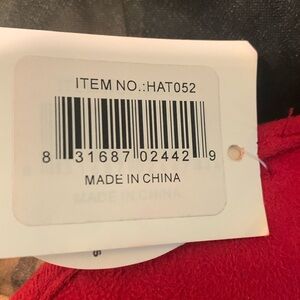 ITEM NO.:HAT052
8 31687 02442 9
MADE IN CHINA